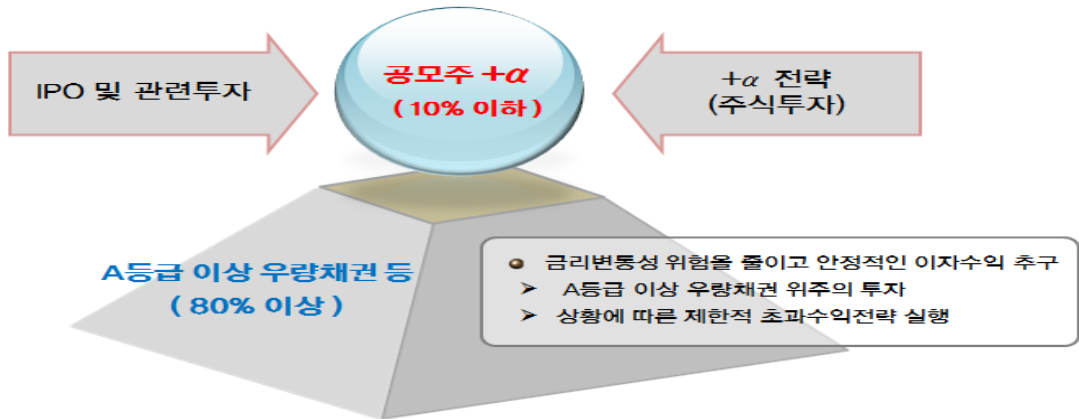 IPO 및 관련투자
공모주 +α
( 10% 이하 )
+α 전략
(주식투자)
A등급 이상 우량채권 등
( 80% 이상 )
금리변동성 위험을 줄이고 안정적인 이자수익 추구
A등급 이상 우량채권 위주의 투자
상황에 따른 제한적 초과수익전략 실행